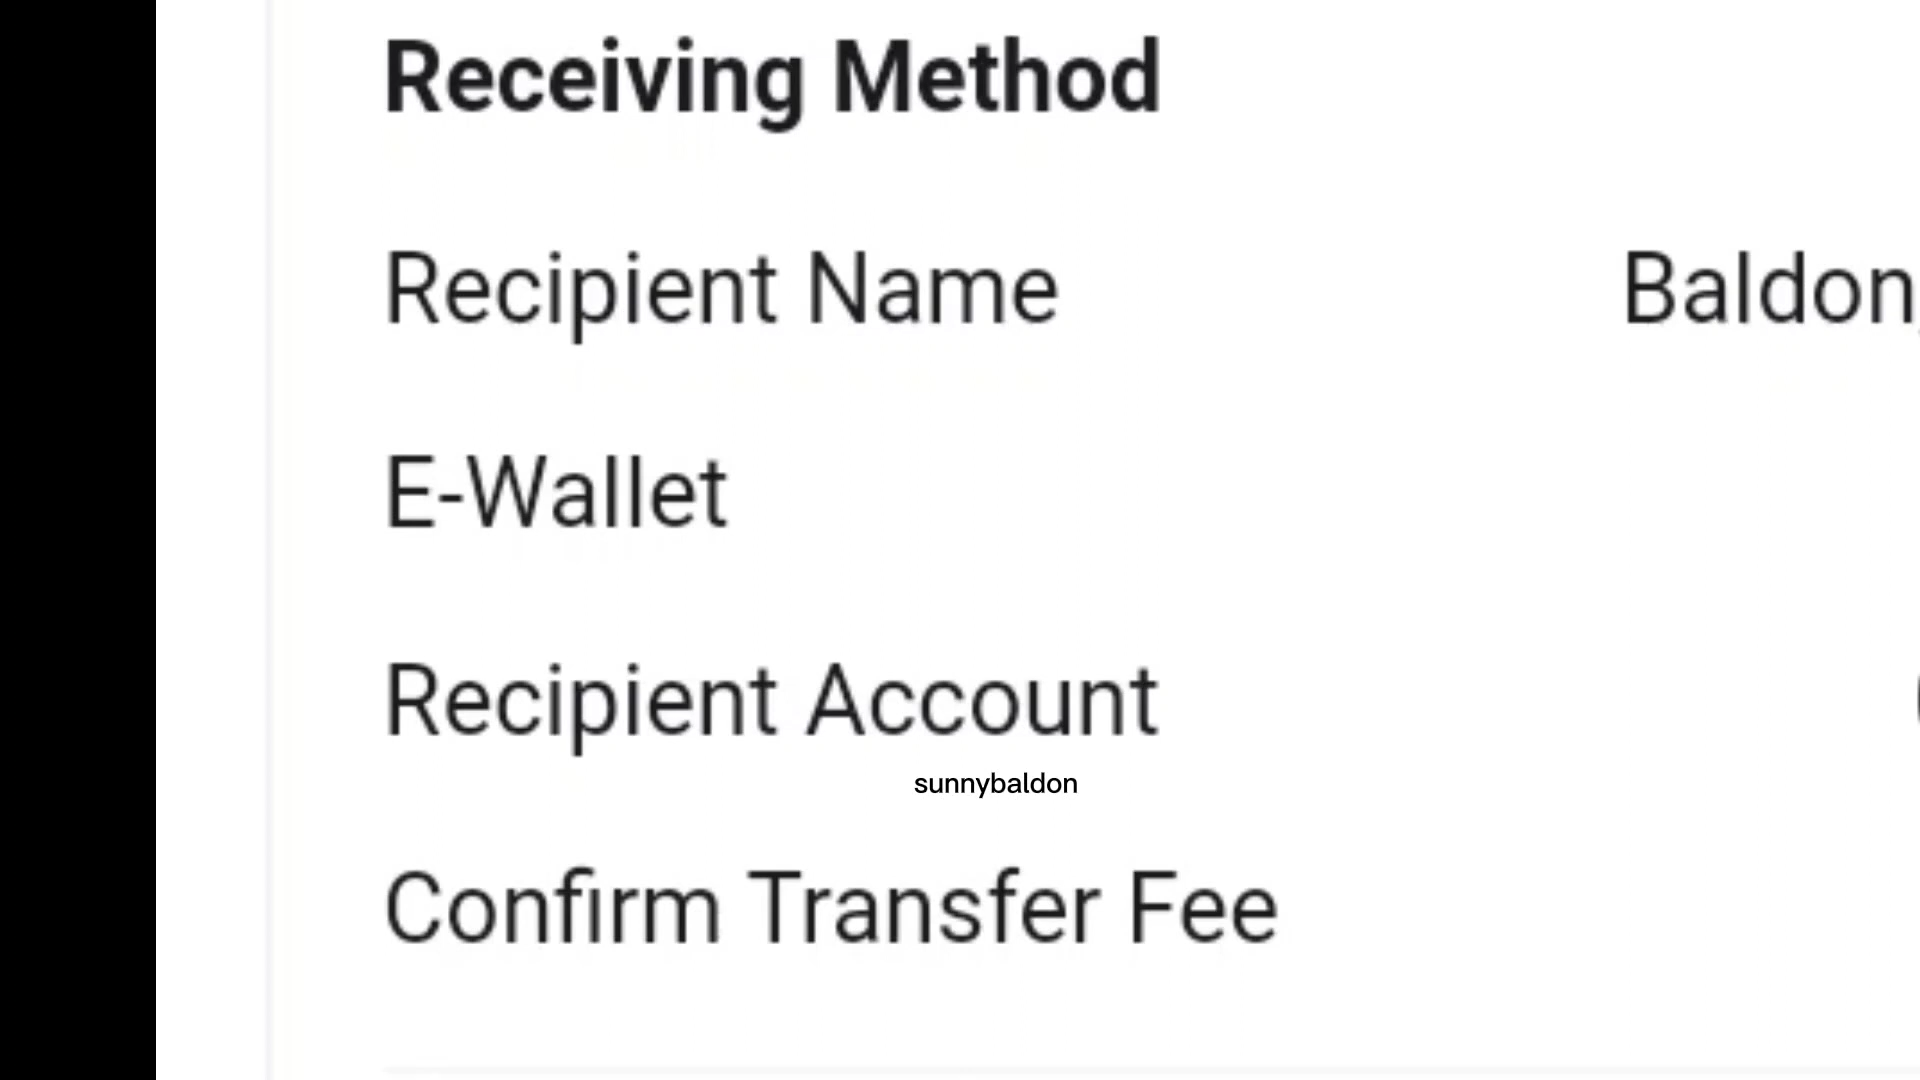 Receiving Method
Recipient Name Baldon,
E-Wallet
Recipient Account
sunnybaldon
Confirm Transfer Fee